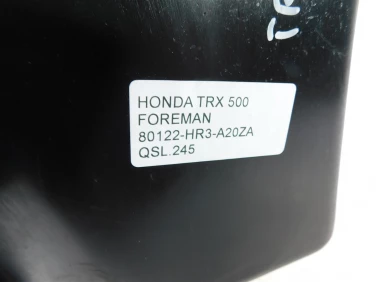 HONDA TRX 500
FOREMAN
80122-HR3-A20ZA
QSL.245